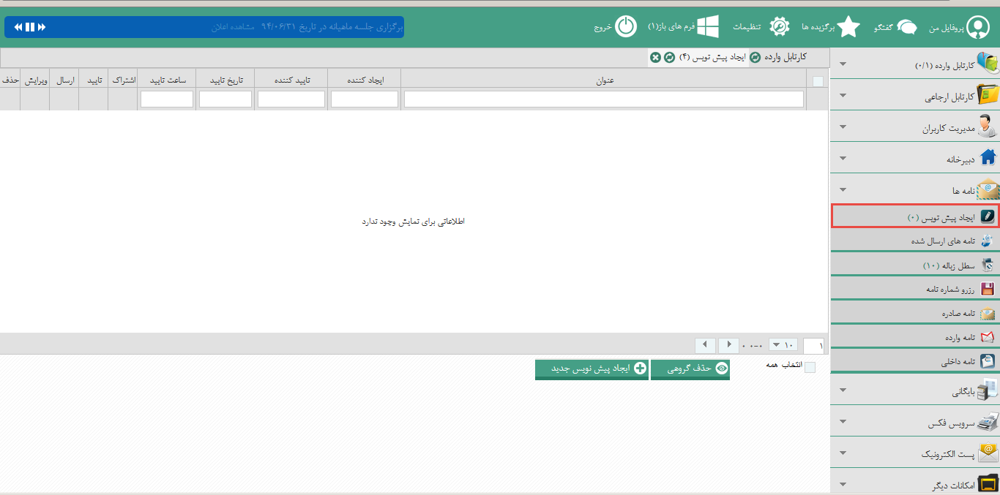 پروفایل من
گفتگو
برگزیده ها
تنظیمات
فرم های باز(۱)
خروج
برگزاری جلسه ماهیانه در تاریخ ۹۴/۰۶/۳۱ مشاهده اعلان
کارتابل وارده (۰/۱)
کارتابل ارجاعی
مدیریت کاربران
دبیرخانه
نامه ها
ایجاد پیش نویس (۰)
نامه های ارسال شده
سطل زباله (۱۰)
رزرو شماره نامه
نامه صادره
نامه وارده
نامه داخلی
بایگانی
سرویس فکس
پست الکترونیک
امکانات دیگر
کارتابل وارده ایجاد پیش نویس (۴)
عنوان ایجاد کننده تایید کننده تاریخ تایید ساعت تایید اشتراک تایید ارسال ویرایش حذف
اطلاعاتی برای نمایش وجود ندارد
۱ ۱۰ ۰-۰ ۰
انتخاب همه
حذف گروهی
ایجاد پیش نویس جدید